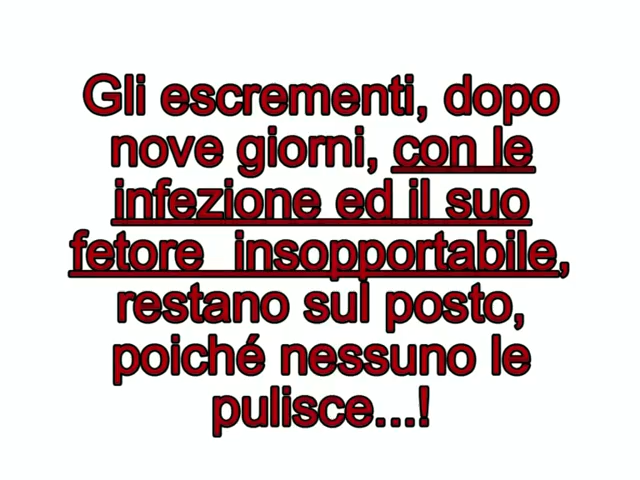 Gli escrementi, dopo
nove giorni, con le
infezione ed il suo
fetore  insopportabile,
restano sul posto,
poiché nessuno le
pulisce...!